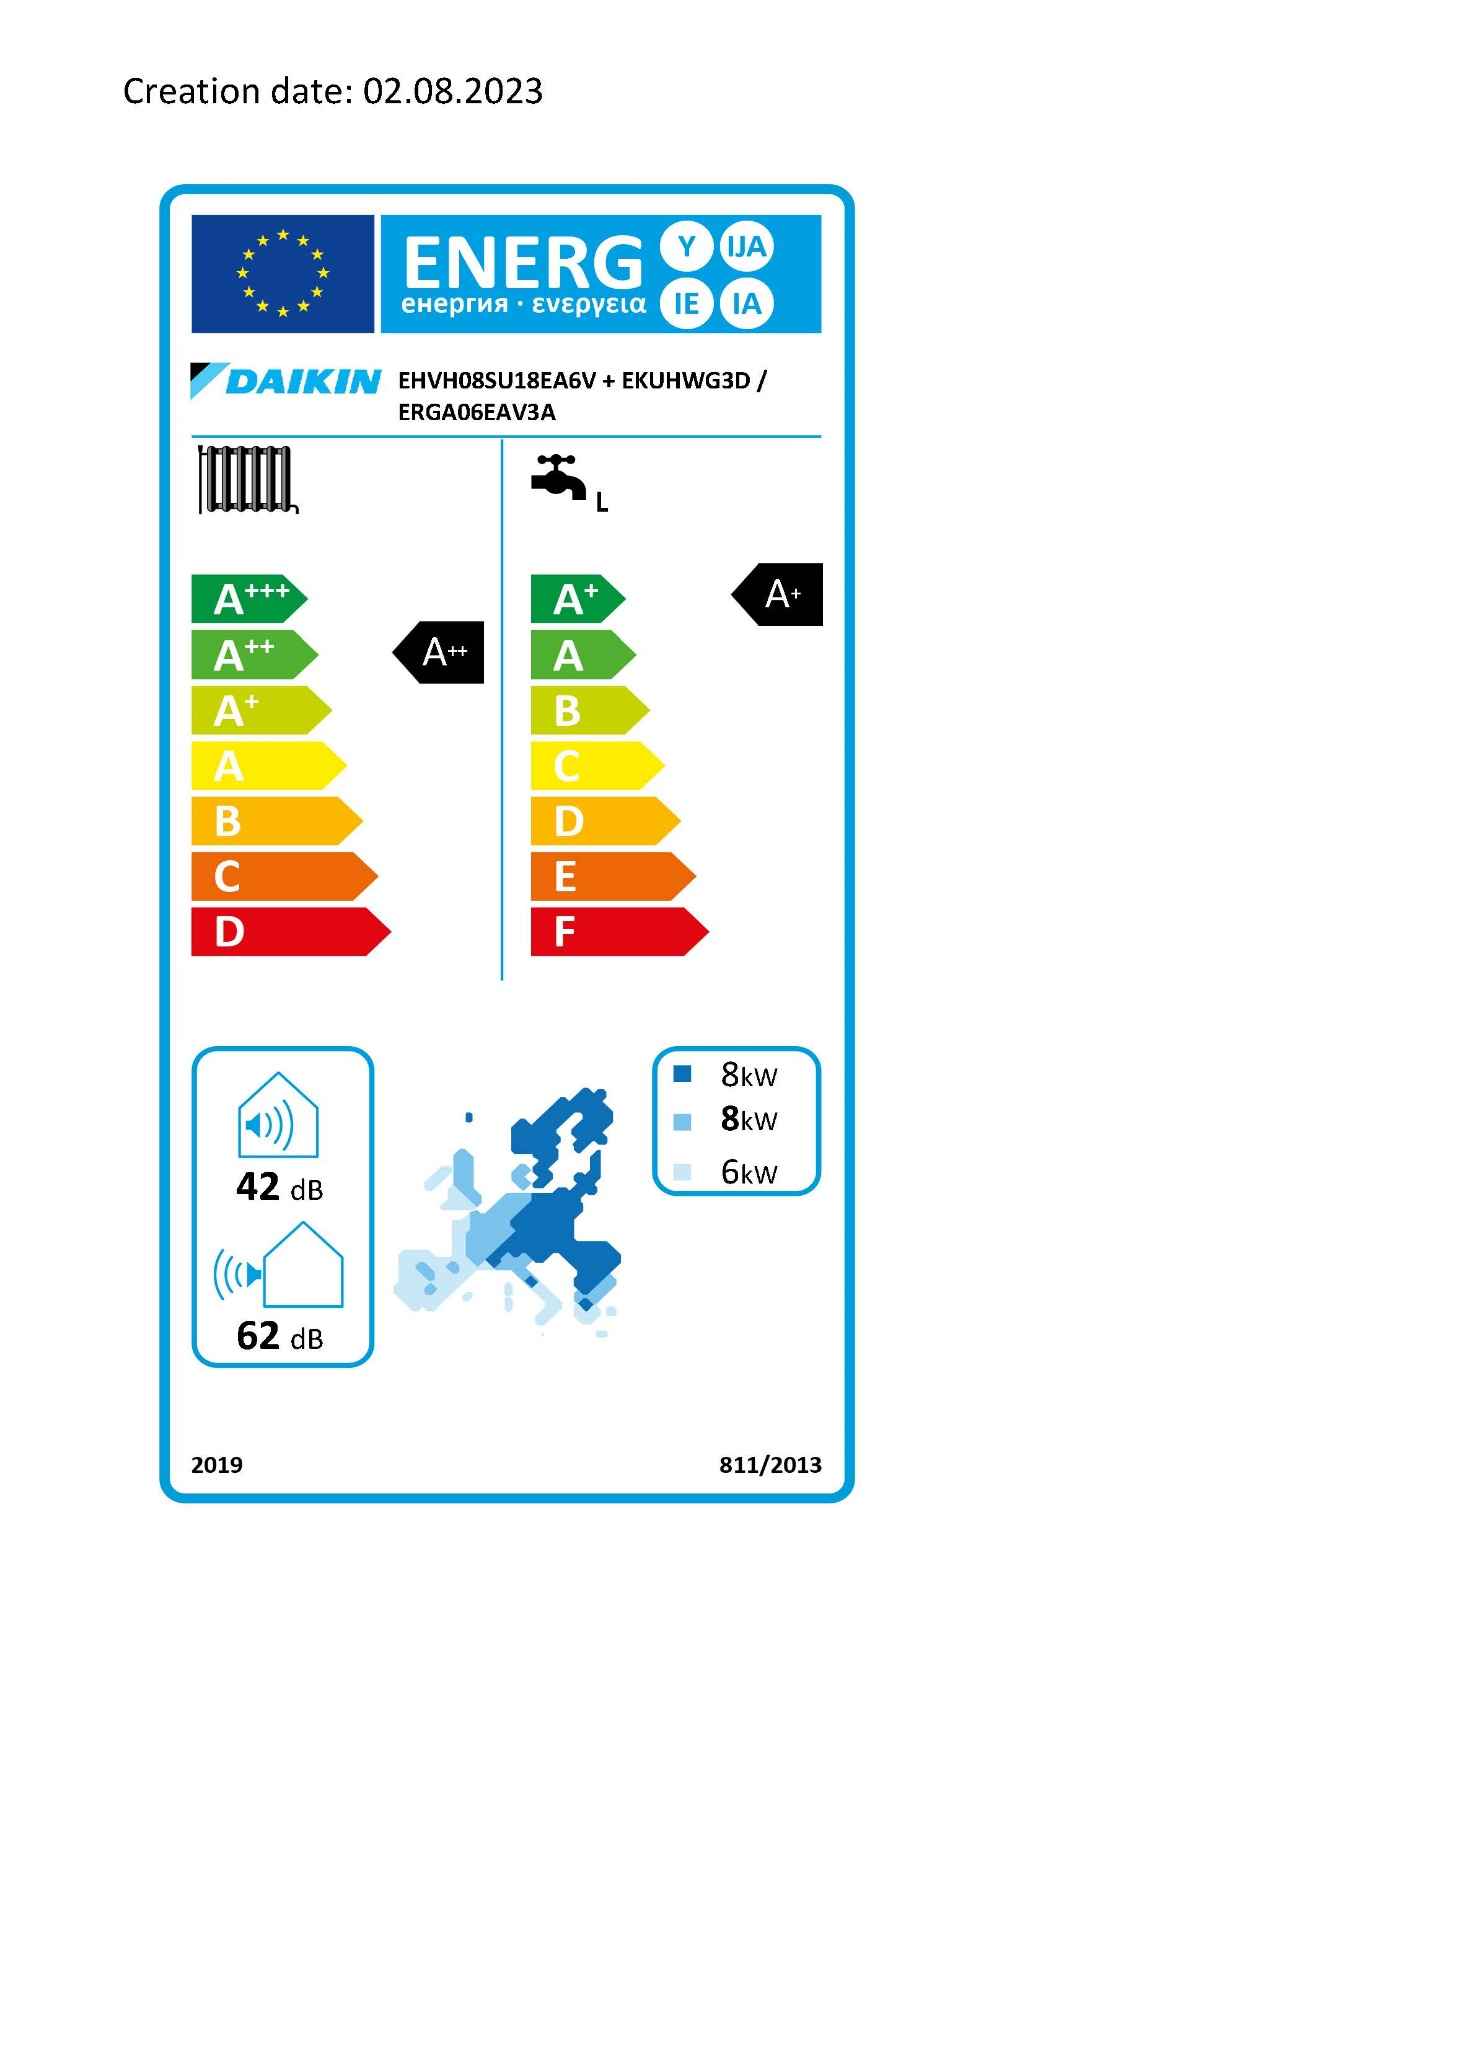 Creation date: 02.08.2023
ENERG
енергия · ενεργεια
Y IJA
IE IA
DAIKIN
EHVH08SU18EA6V + EKUHWG3D /
ERGA06EAV3A
L
A+++
A++
A+
A
B
C
D
A++
A+
A
B
C
D
E
F
A+
42 dB
62 dB
8kW
8kW
6kW
2019
811/2013